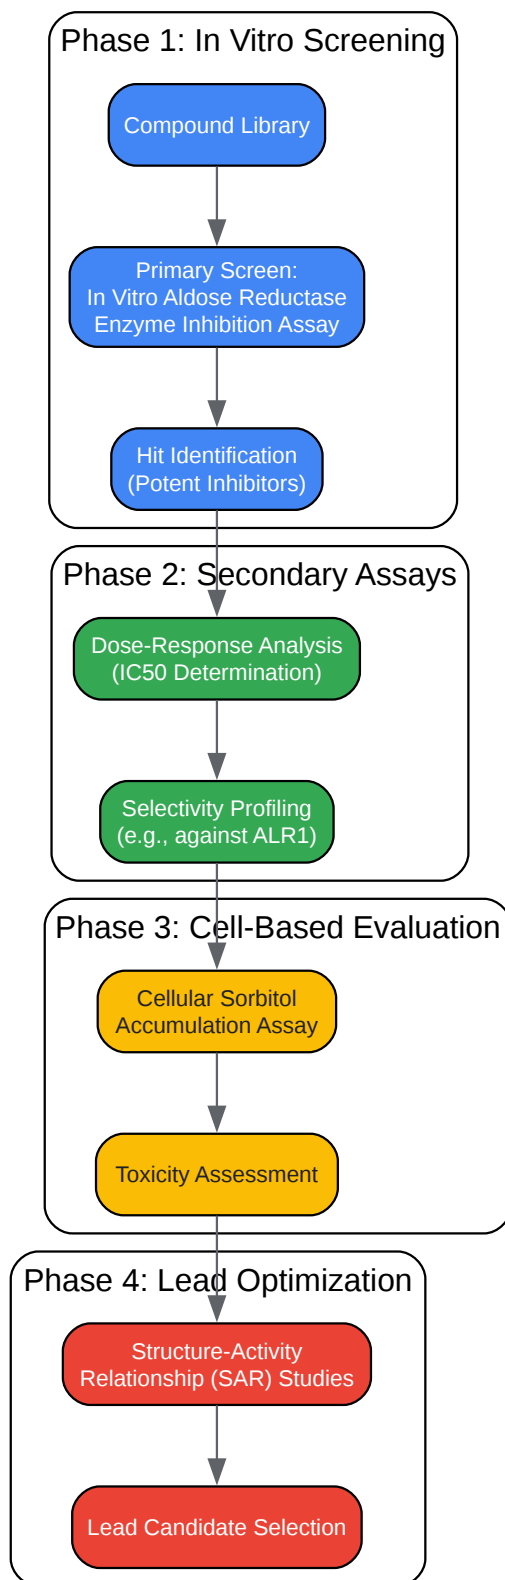 Phase 1: In Vitro Screening
Compound Library
Primary Screen:
In Vitro Aldose Reductase
Enzyme Inhibition Assay
Hit Identification
(Potent Inhibitors)
Phase 2: Secondary Assays
Dose-Response Analysis
(IC50 Determination)
Selectivity Profiling
(e.g., against ALR1)
Phase 3: Cell-Based Evaluation
Cellular Sorbitol
Accumulation Assay
Toxicity Assessment
Phase 4: Lead Optimization
Structure-Activity
Relationship (SAR) Studies
Lead Candidate Selection